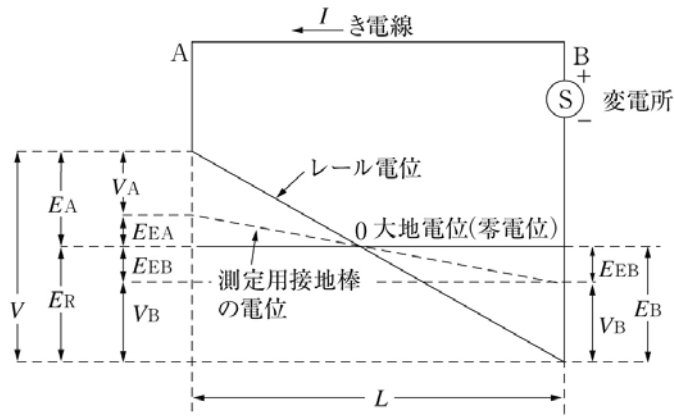 I き電線
A
B
+
S 変電所
−
レール電位
VA
EA
EEA
0 大地電位(零電位)
EEB
測定用接地棒
の電位
V
ER
VB
EEB
VB
EB
L